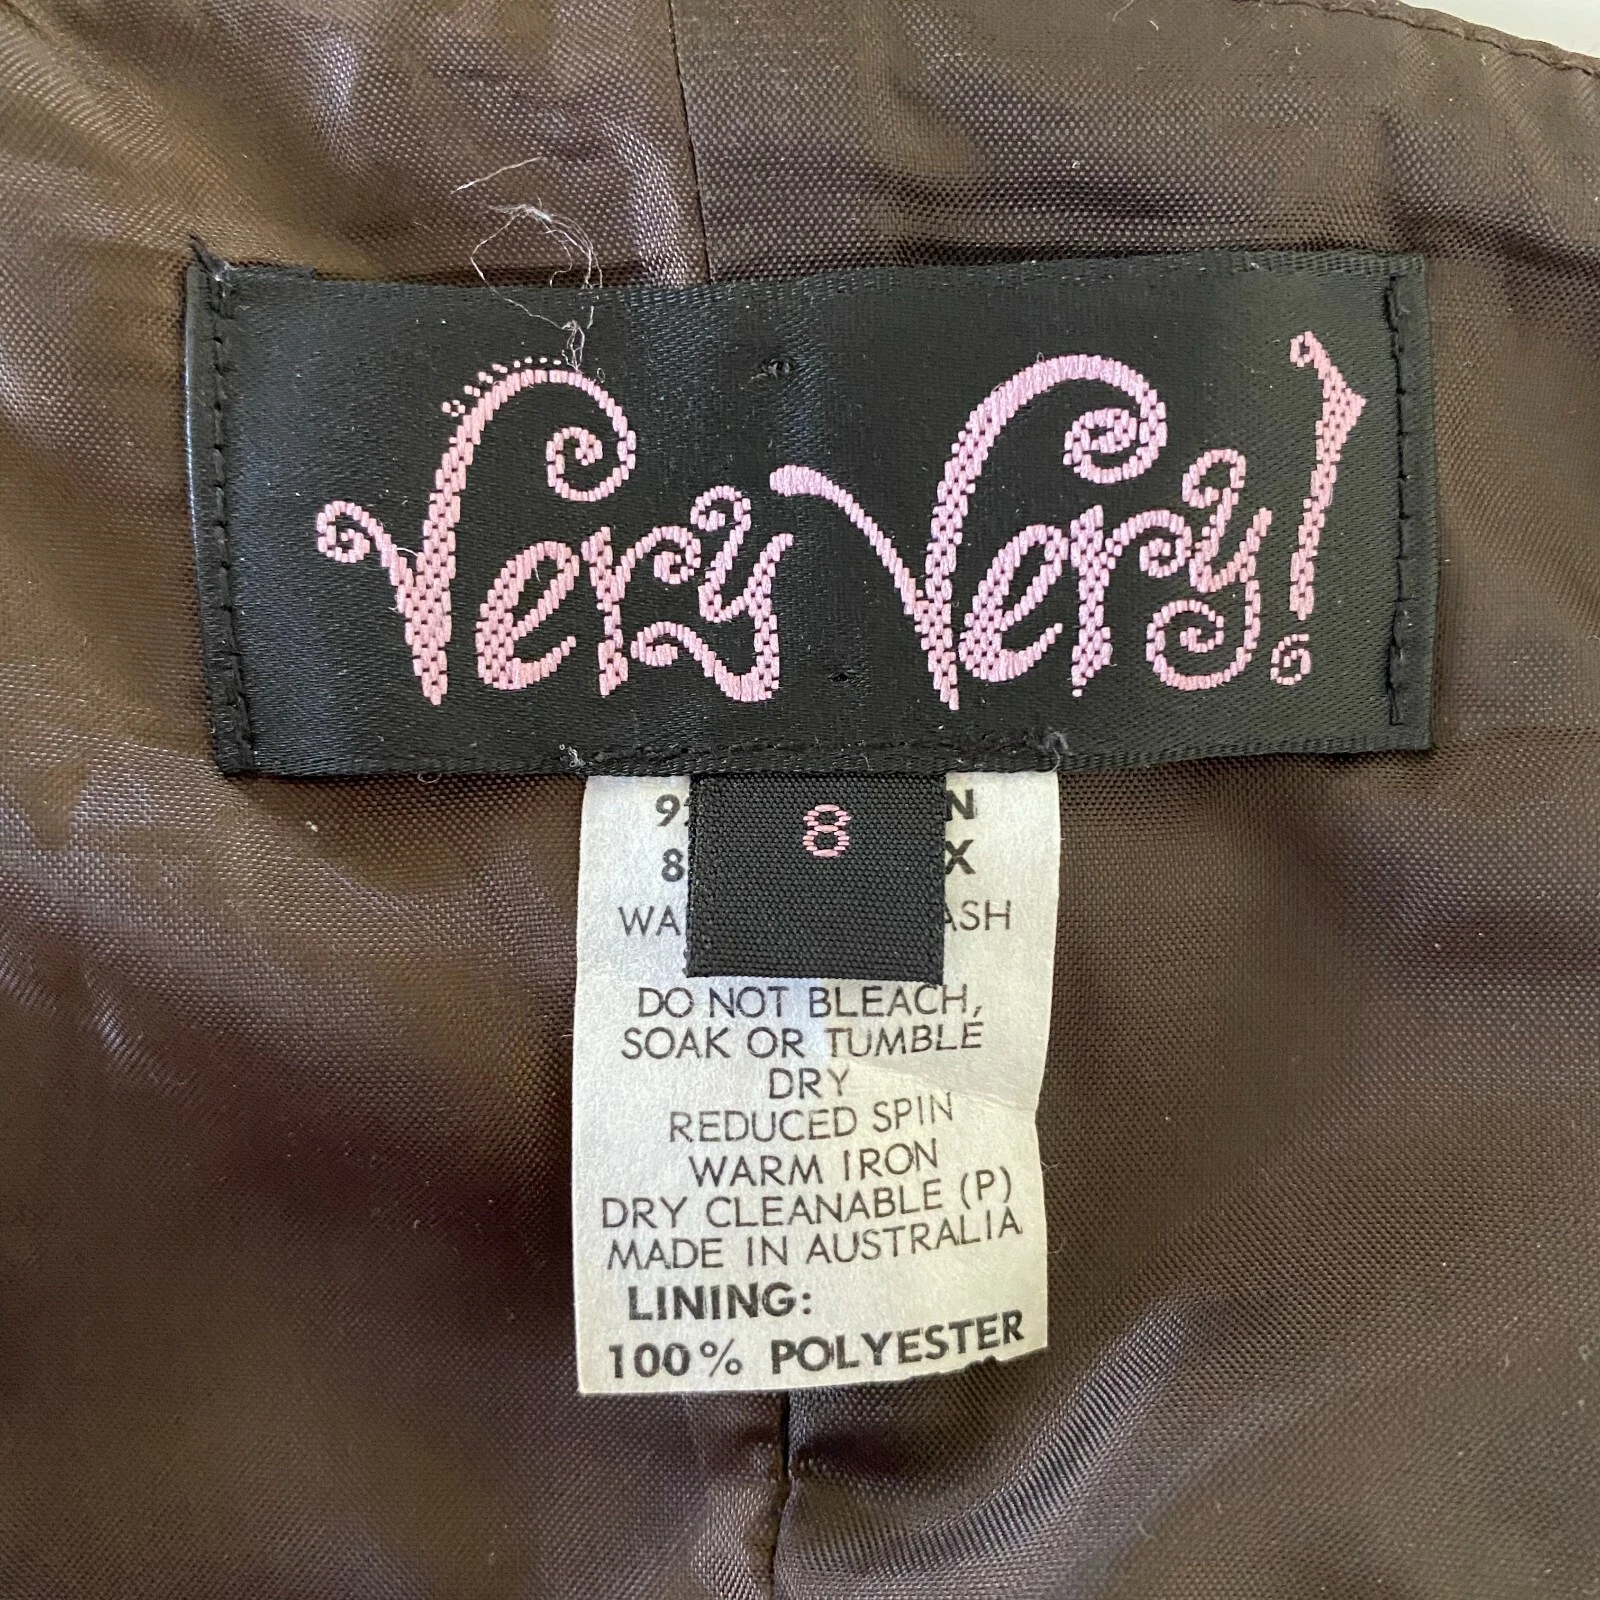 Very Very!
8
DO NOT BLEACH,
SOAK OR TUMBLE
DRY
REDUCED SPIN
WARM IRON
DRY CLEANABLE (P)
MADE IN AUSTRALIA
LINING:
100% POLYESTER